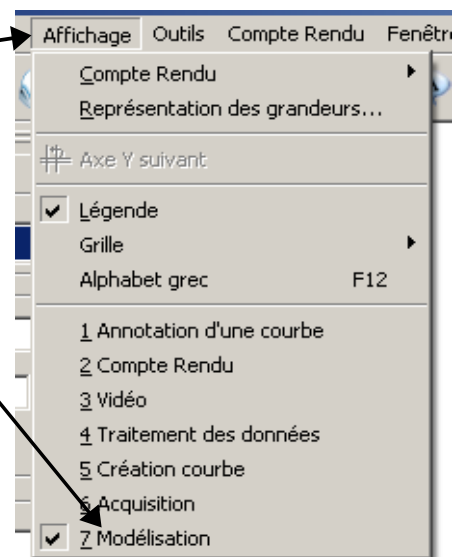 Affichage Outils Compte Rendu Fenêtre
Compte Rendu
Représentation des grandeurs...
Axe Y suivant
Légende
Grille
Alphabet grec F12
1 Annotation d'une courbe
2 Compte Rendu
3 Vidéo
4 Traitement des données
5 Création courbe
6 Acquisition
7 Modélisation